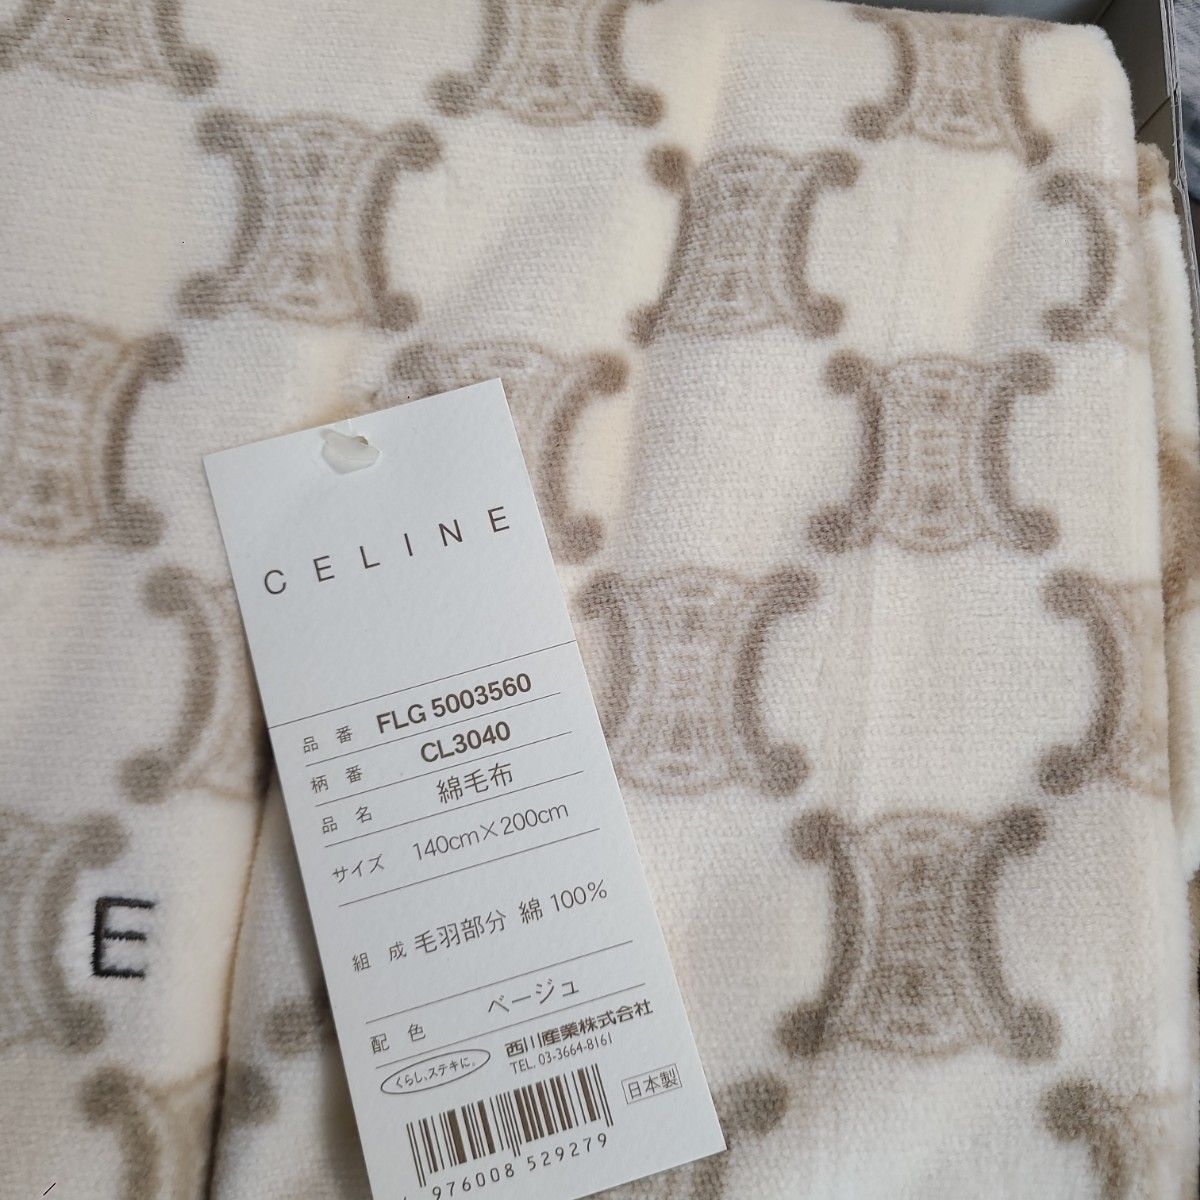 CELINE
品番 FLG 5003560
柄番 CL3040
品名 綿毛布
サイズ 140cm×200cm
組成 毛羽部分 綿 100%
配色 ベージュ
くらし、ステキに。 西川産業株式会社
TEL. 03-3664-8161
日本製
976008 529279
E